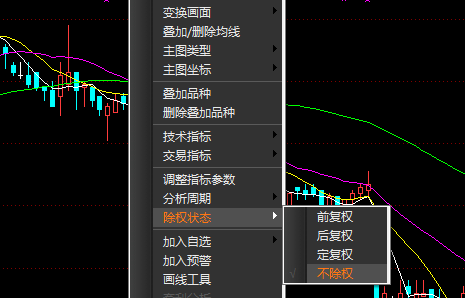 变换画面
叠加/删除均线
主图类型
主图坐标
叠加品种
删除叠加品种
技术指标
交易指标
调整指标参数
分析周期
除权状态
前复权
后复权
定复权
√ 不除权
加入自选
加入预警
画线工具